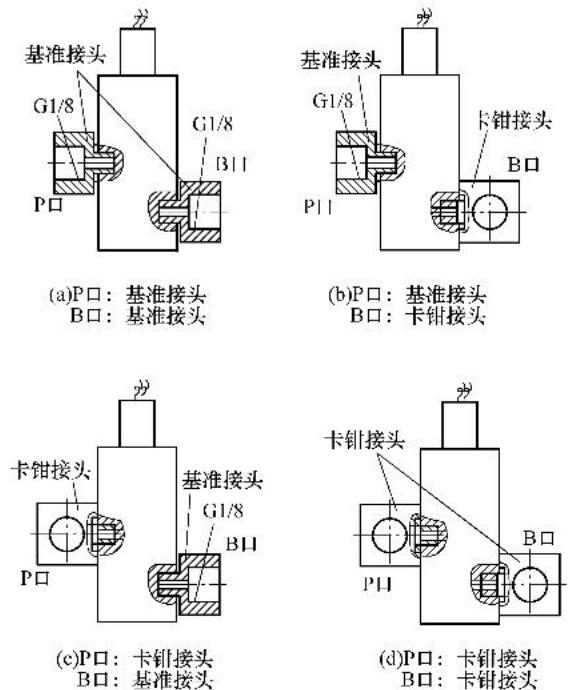 基准接头
G1/8
G1/8
B口
P口
(a)P口：基准接头
B口：基准接头
基准接头
G1/8
卡钳接头
B口
P口
(b)P口：基准接头
B口：卡钳接头
卡钳接头
基准接头
G1/8
B口
P口
(c)P口：卡钳接头
B口：基准接头
卡钳接头
B口
P口
(d)P口：卡钳接头
B口：卡钳接头